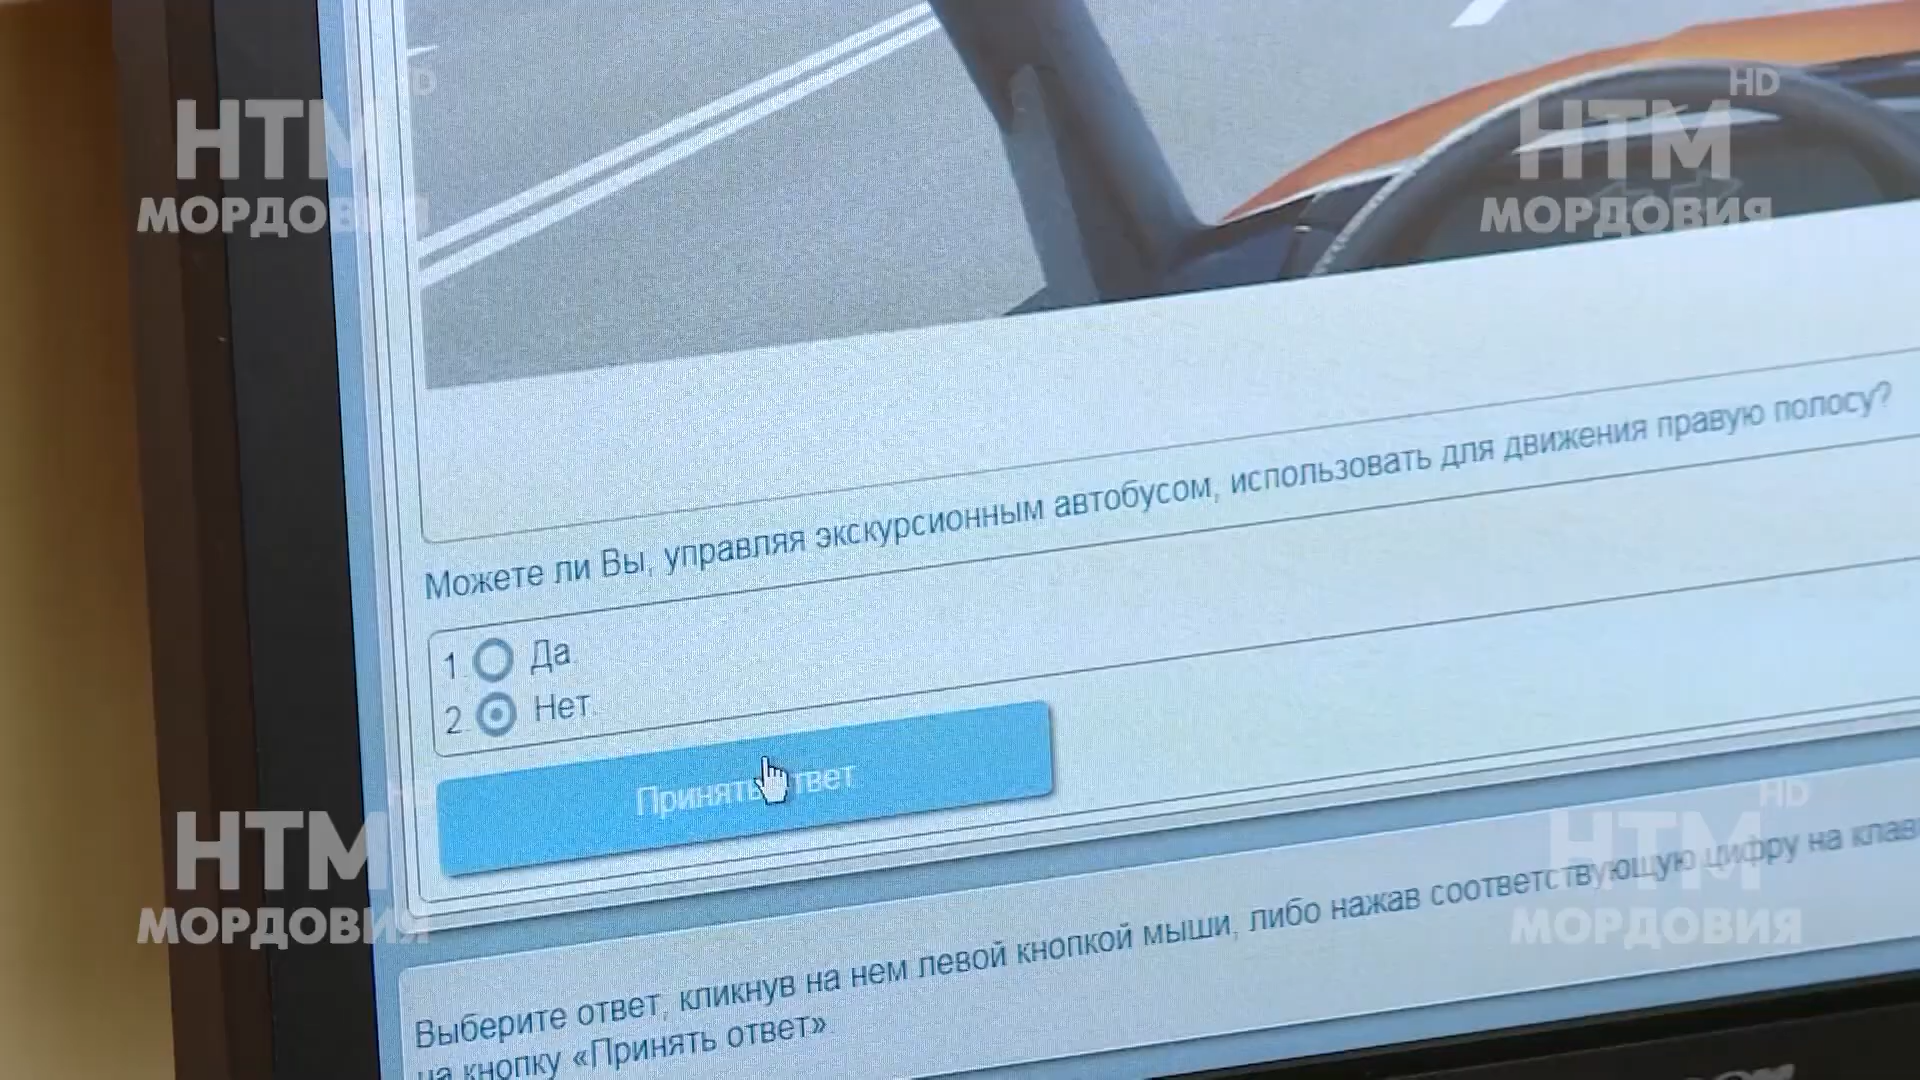 HD
НТМ
МОРДОВИЯ
HD
НТМ
МОРДОВИЯ
Можете ли Вы, управляя экскурсионным автобусом, использовать для движения правую полосу?
1. Да.
2. Нет.
Принять ответ
HD
НТМ
МОРДОВИЯ
HD
НТМ
МОРДОВИЯ
Выберите ответ, кликнув на нем левой кнопкой мыши, либо нажав соответствующую цифру на
на кнопку «Принять ответ»